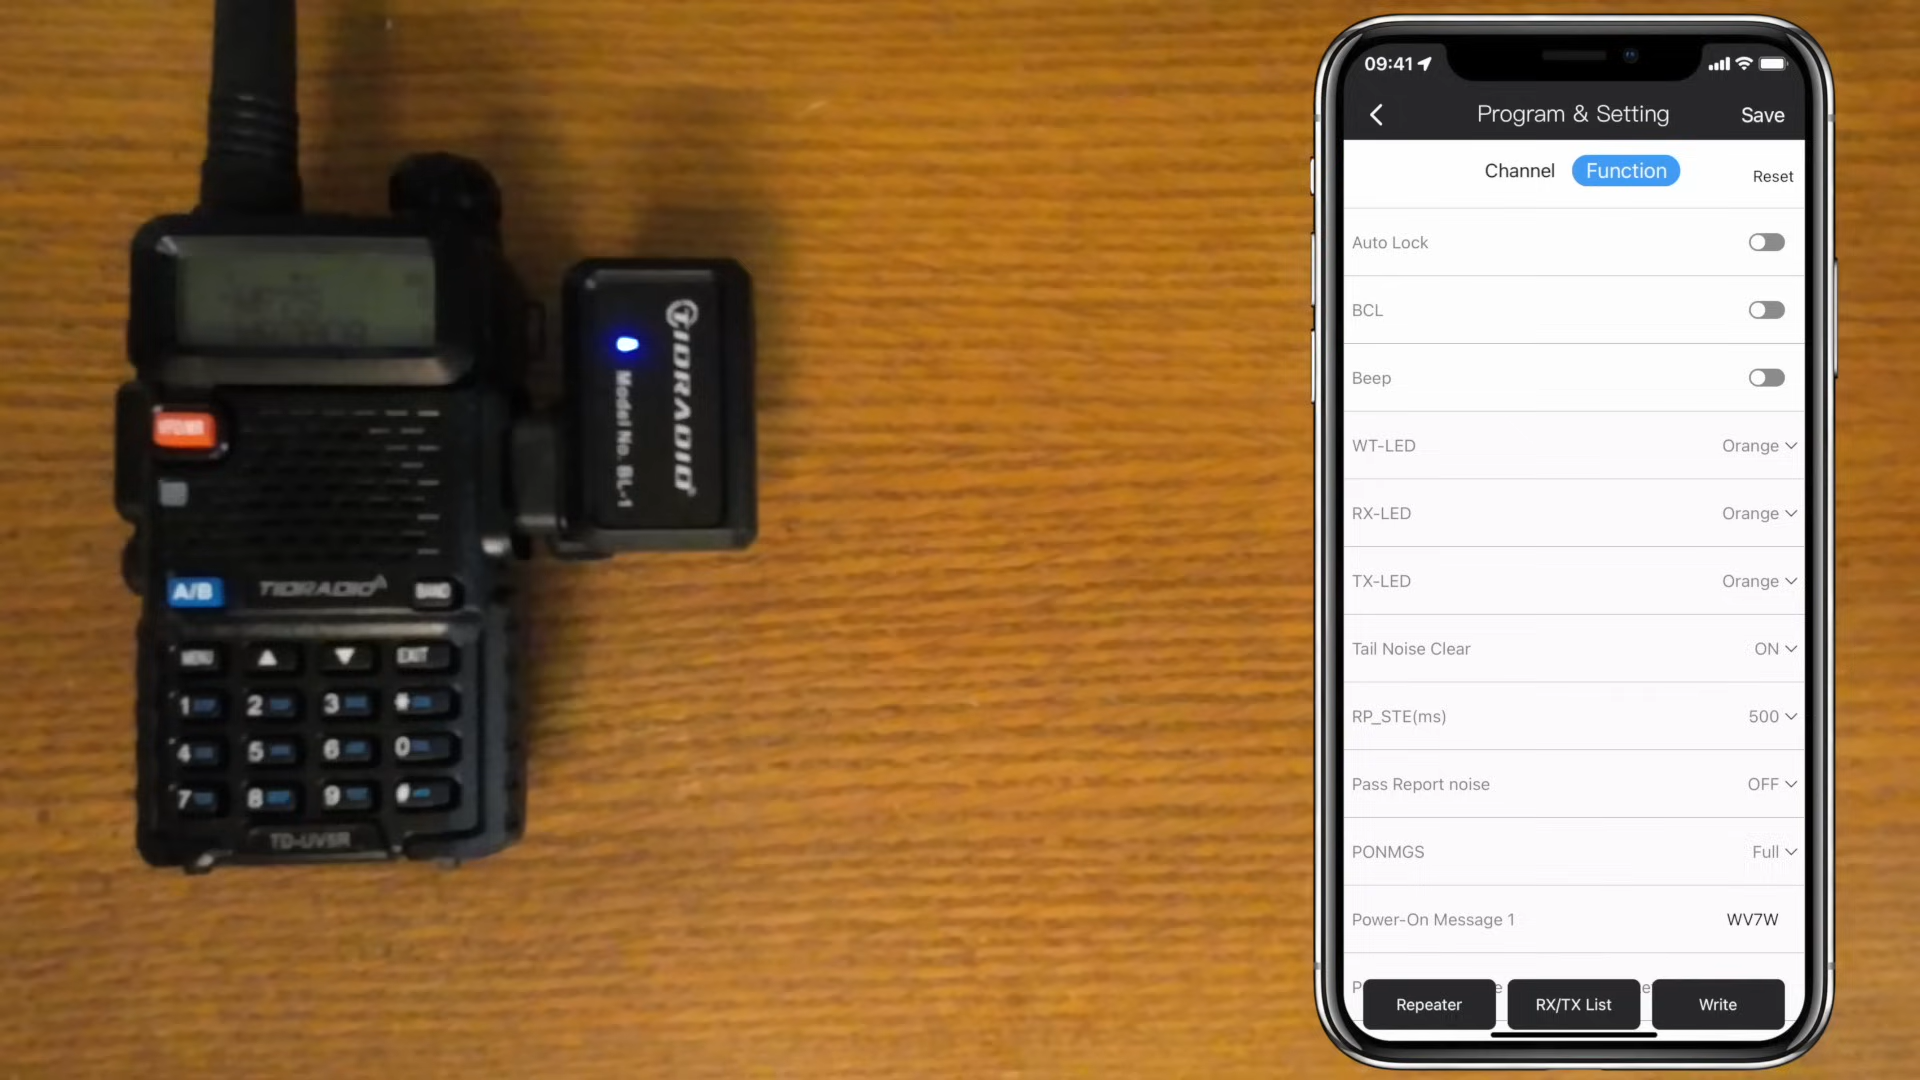 TIDRADIO
Model No. BL-1
A/B
TIDRADIO
BAND
MENU
EXIT
1
2
3
*
4
5
6
0
7
8
9
#
TD-UV5R
09:41
Program & Setting
Save
Channel
Function
Reset
Auto Lock
BCL
Beep
WT-LED
Orange
RX-LED
Orange
TX-LED
Orange
Tail Noise Clear
ON
RP_STE(ms)
500
Pass Report noise
OFF
PONMGS
Full
Power-On Message 1
WV7W
Repeater
RX/TX List
Write